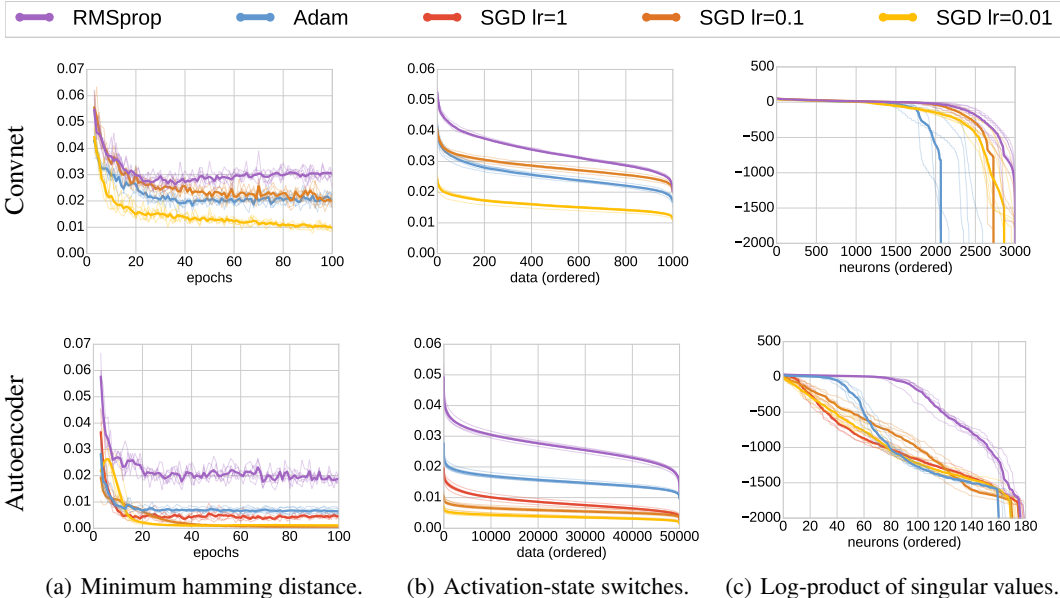 RMSprop Adam SGD lr=1 SGD lr=0.1 SGD lr=0.01
Convnet
0.07
0.06
0.05
0.04
0.03
0.02
0.01
0.00
0 20 40 60 80 100
epochs
0.06
0.05
0.04
0.03
0.02
0.01
0.00
0 200 400 600 800 1000
data (ordered)
500
0
−500
−1000
−1500
−2000
0 500 1000 1500 2000 2500 3000
neurons (ordered)
Autoencoder
0.07
0.06
0.05
0.04
0.03
0.02
0.01
0.00
0 20 40 60 80 100
epochs
0.06
0.05
0.04
0.03
0.02
0.01
0.00
0 10000 20000 30000 40000 50000
data (ordered)
500
0
−500
−1000
−1500
−2000
0 20 40 60 80 100 120 140 160 180
neurons (ordered)
(a) Minimum hamming distance. (b) Activation-state switches. (c) Log-product of singular values.